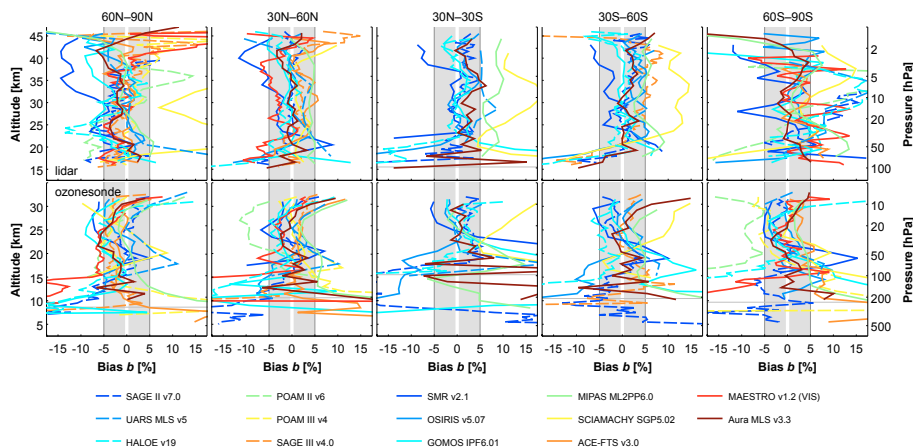 60N–90N 30N–60N 30N–30S 30S–60S 60S–90S
45
40
35
30
25
20
15
Altitude [km]
lidar
2
5
10
20
50
100
Pressure [hPa]
ozonesonde
30
25
20
15
10
5
Altitude [km]
10
20
50
100
200
500
Pressure [hPa]
-15 -10 -5 0 5 10 15 -15 -10 -5 0 5 10 15 -15 -10 -5 0 5 10 15 -15 -10 -5 0 5 10 15 -15 -10 -5 0 5 10 15
Bias b [%] Bias b [%] Bias b [%] Bias b [%] Bias b [%]
SAGE II v7.0 POAM II v6 SMR v2.1 MIPAS ML2PP6.0 MAESTRO v1.2 (VIS)
UARS MLS v5 POAM III v4 OSIRIS v5.07 SCIAMACHY SGP5.02 Aura MLS v3.3
HALOE v19 SAGE III v4.0 GOMOS IPF6.01 ACE-FTS v3.0